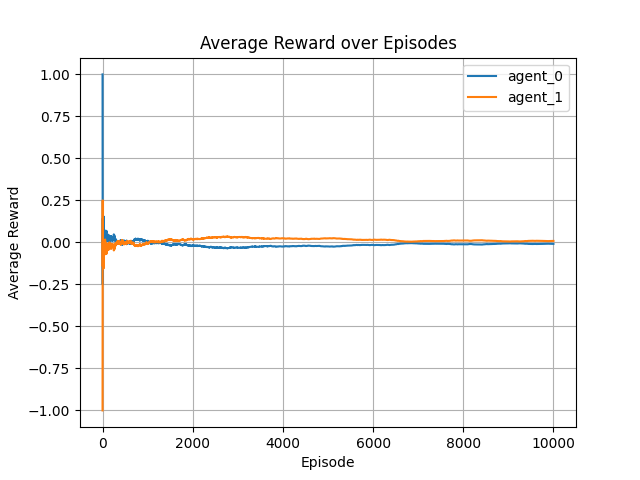 Average Reward over Episodes
agent_0
agent_1
1.00
0.75
0.50
0.25
0.00
−0.25
−0.50
−0.75
−1.00
Average Reward
0 2000 4000 6000 8000 10000
Episode